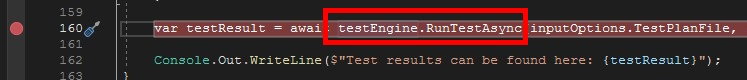 159
160 var testResult = await testEngine.RunTestAsync(inputOptions.TestPlanFile,
161
162 Console.Out.WriteLine($"Test results can be found here: {testResult}");
163 }